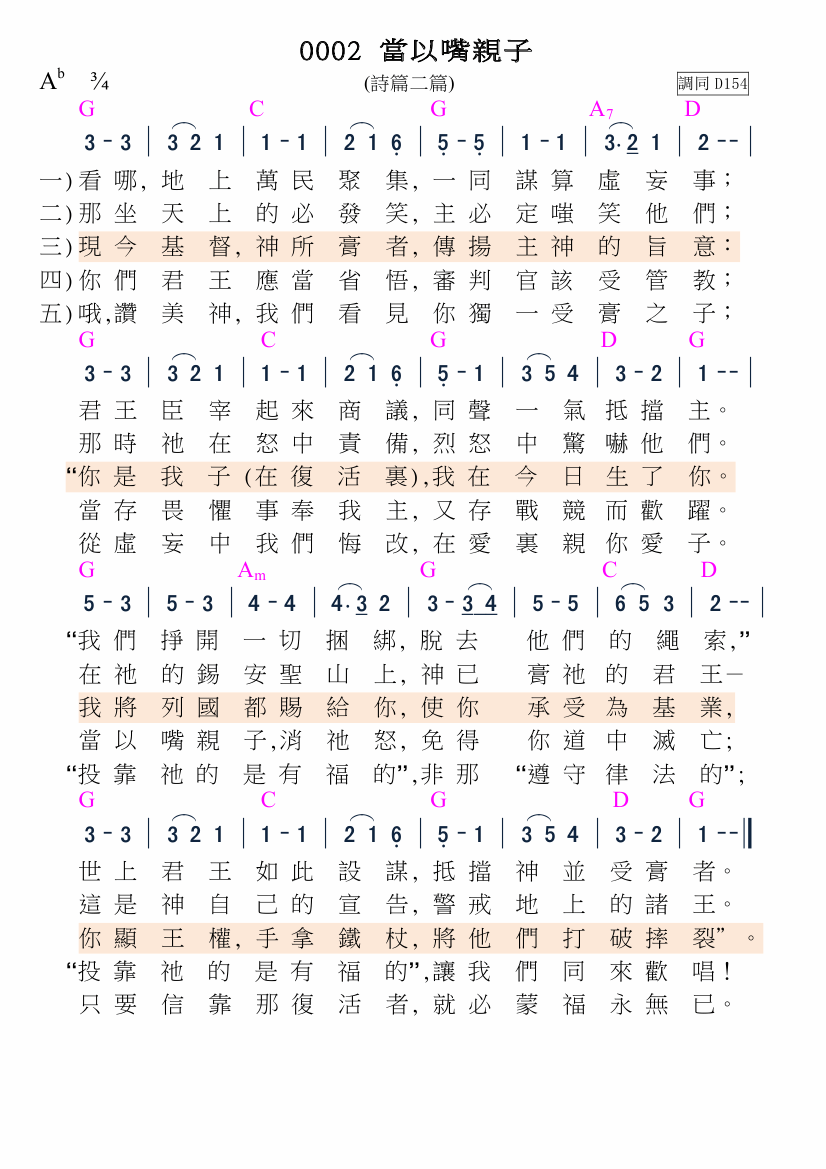 0002 當以嘴親子
A♭ ¾ (詩篇二篇) 調同 D154
G C G A7 D
3 - 3 | 3 2 1 | 1 - 1 | 2 1 6̣ | 5̣ - 5̣ | 1 - 1 | 3. 2 1 | 2 - - |
一) 看哪, 地上萬民聚集, 一同謀算虛妄事；
二) 那坐天上的必發笑, 主必定嗤笑他們；
三) 現今基督, 神所膏者, 傳揚主神的旨意：
四) 你們君王應當省悟, 審判官該受管教；
五) 哦,讚美神, 我們看見你獨一受膏之子；
G C G D G
3 - 3 | 3 2 1 | 1 - 1 | 2 1 6̣ | 5̣ - 1 | 3 5 4 | 3 - 2 | 1 - - |
君王臣宰起來商議, 同聲一氣抵擋主。
那時祂在怒中責備, 烈怒中驚嚇他們。
“你是我子(在復活裏),我在今日生了你。
當存畏懼事奉我主, 又存戰兢而歡躍。
從虛妄中我們悔改, 在愛裏親你愛子。
G Am G C D
5 - 3 | 5 - 3 | 4 - 4 | 4. 3 2 | 3 - 3 4 | 5 - 5 | 6 5 3 | 2 - - |
“我們掙開一切捆綁, 脫去他們的繩索,”
在祂的錫安聖山上, 神已膏祂的君王—
我將列國都賜給你, 使你承受為基業,
當以嘴親子,消祂怒, 免得你道中滅亡;
“投靠祂的是有福的”,非那“遵守律法的”;
G C G D G
3 - 3 | 3 2 1 | 1 - 1 | 2 1 6̣ | 5̣ - 1 | 3 5 4 | 3 - 2 | 1 - - ‖
世上君王如此設謀, 抵擋神並受膏者。
這是神自己的宣告, 警戒地上的諸王。
你顯王權, 手拿鐵杖, 將他們打破摔裂”。
“投靠祂的是有福的”,讓我們同來歡唱！
只要信靠那復活者, 就必蒙福永無已。